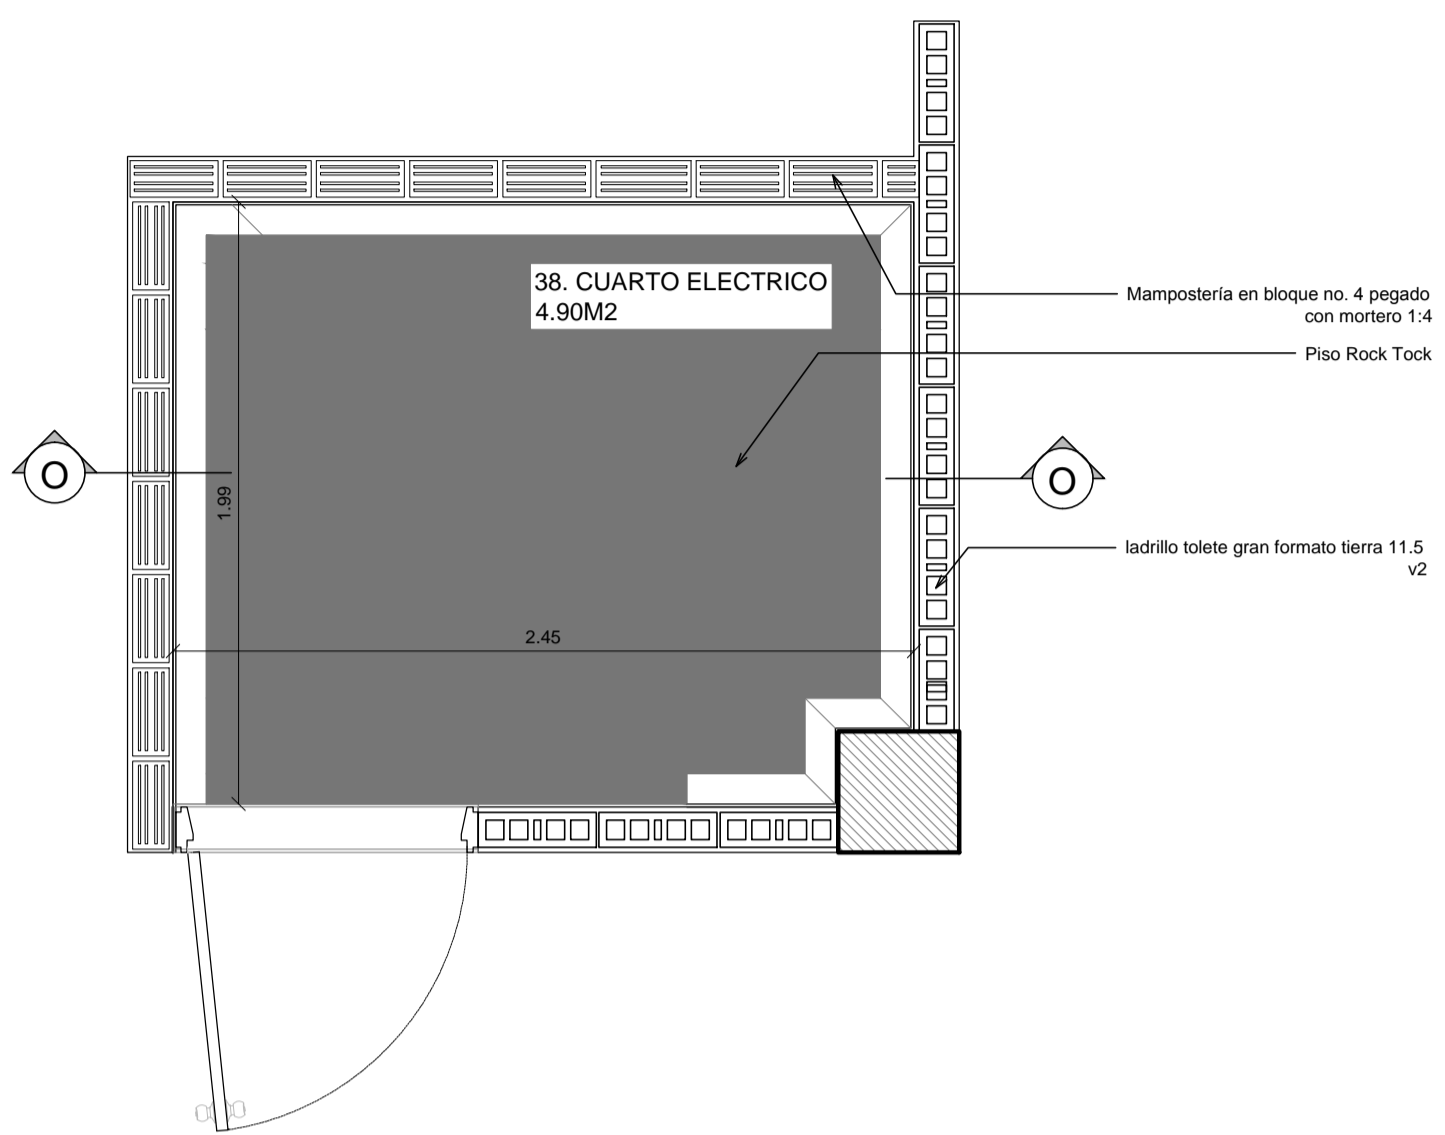 38. CUARTO ELECTRICO
4.90M2
Mampostería en bloque no. 4 pegado
con mortero 1:4
Piso Rock Tock
O
O
1.99
ladrillo tolete gran formato tierra 11.5
v2
2.45